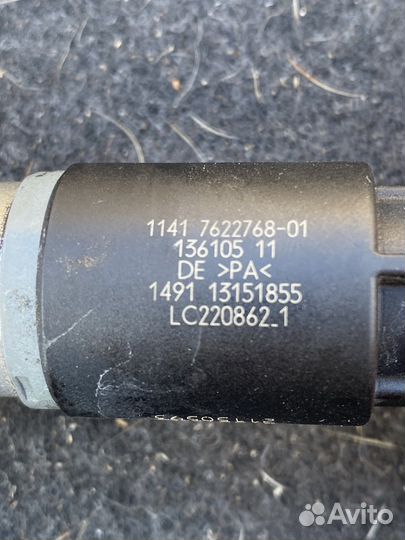 1141 7622768-01
136105 11
DE >PA<
1491 13151855
LC220862_1
Avito